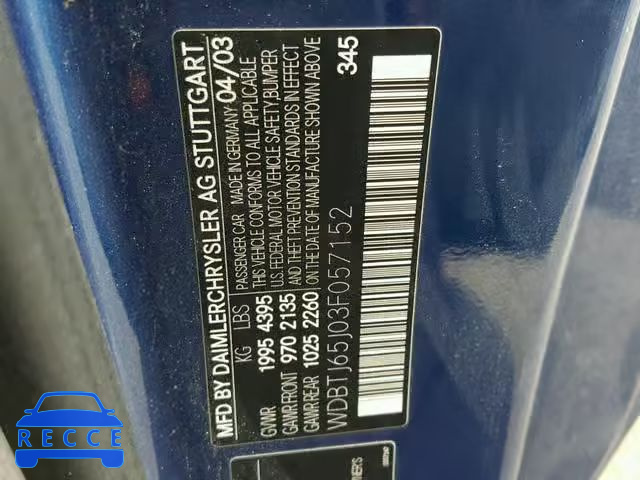 MFD BY DAIMLERCHRYSLER AG STUTTGART
KG LBS PASSENGER CAR MADE IN GERMANY 04/03
GVWR 1995 4395 THIS VEHICLE CONFORMS TO ALL APPLICABLE
U.S. FEDERAL MOTOR VEHICLE SAFETY BUMPER
GAWR FRONT 970 2135 AND THEFT PREVENTION STANDARDS IN EFFECT
GAWR REAR 1025 2260 ON THE DATE OF MANUFACTURE SHOWN ABOVE
345
WDBTJ65J03F057152
RECCE